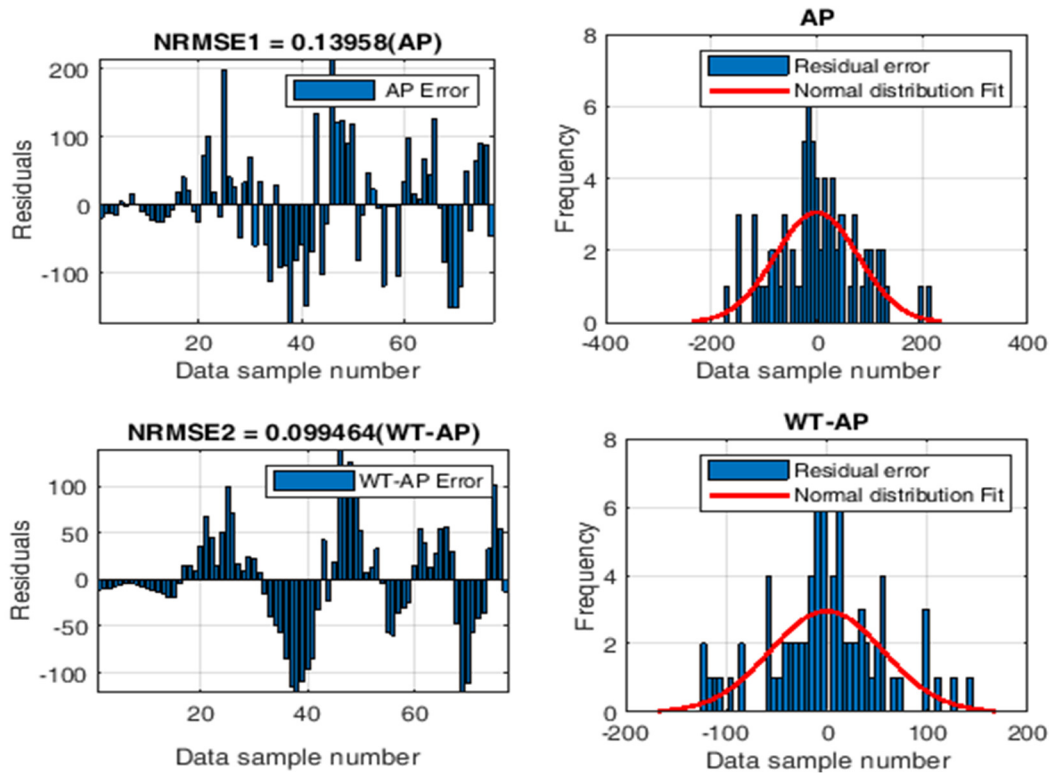 NRMSE1 = 0.13958(AP)
200
100
0
-100
Residuals
AP Error
20
40
60
Data sample number
AP
8
6
4
2
0
Frequency
Residual error
Normal distribution Fit
-400
-200
0
200
400
Data sample number
NRMSE2 = 0.099464(WT-AP)
100
50
0
-50
-100
Residuals
WT-AP Error
20
40
60
Data sample number
WT-AP
8
6
4
2
0
Frequency
Residual error
Normal distribution Fit
-200
-100
0
100
200
Data sample number